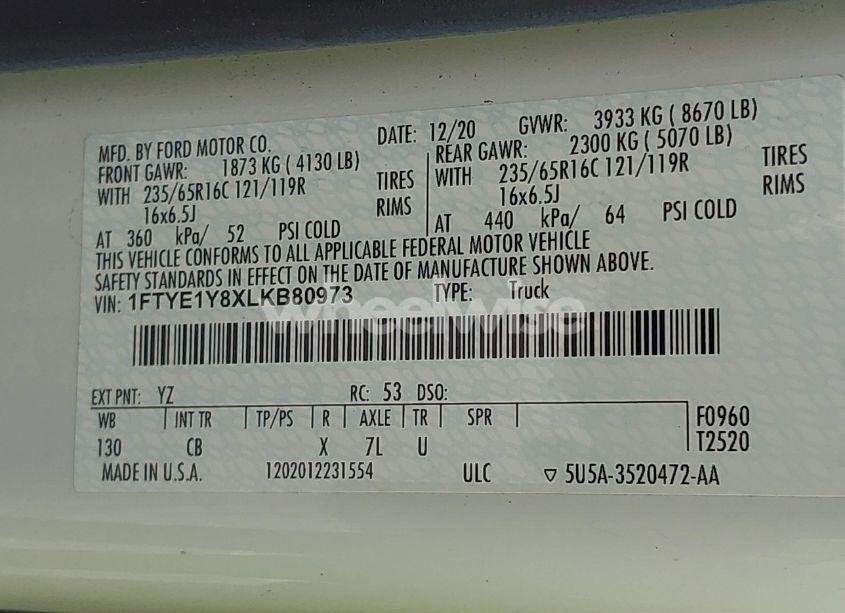 MFD. BY FORD MOTOR CO. DATE: 12/20 GVWR: 3933 KG ( 8670 LB)
FRONT GAWR: 1873 KG ( 4130 LB) REAR GAWR: 2300 KG ( 5070 LB)
WITH 235/65R16C 121/119R TIRES WITH 235/65R16C 121/119R TIRES
16x6.5J RIMS 16x6.5J RIMS
AT 360 kPa/ 52 PSI COLD AT 440 kPa/ 64 PSI COLD
THIS VEHICLE CONFORMS TO ALL APPLICABLE FEDERAL MOTOR VEHICLE
SAFETY STANDARDS IN EFFECT ON THE DATE OF MANUFACTURE SHOWN ABOVE.
VIN: 1FTYE1Y8XLKB80973 TYPE: Truck
wheelwise
EXT PNT: YZ RC: 53 DSO:
WB INT TR TP/PS R AXLE TR SPR F0960
130 CB X 7L U T2520
MADE IN U.S.A. 1202012231554 ULC ▽ 5U5A-3520472-AA